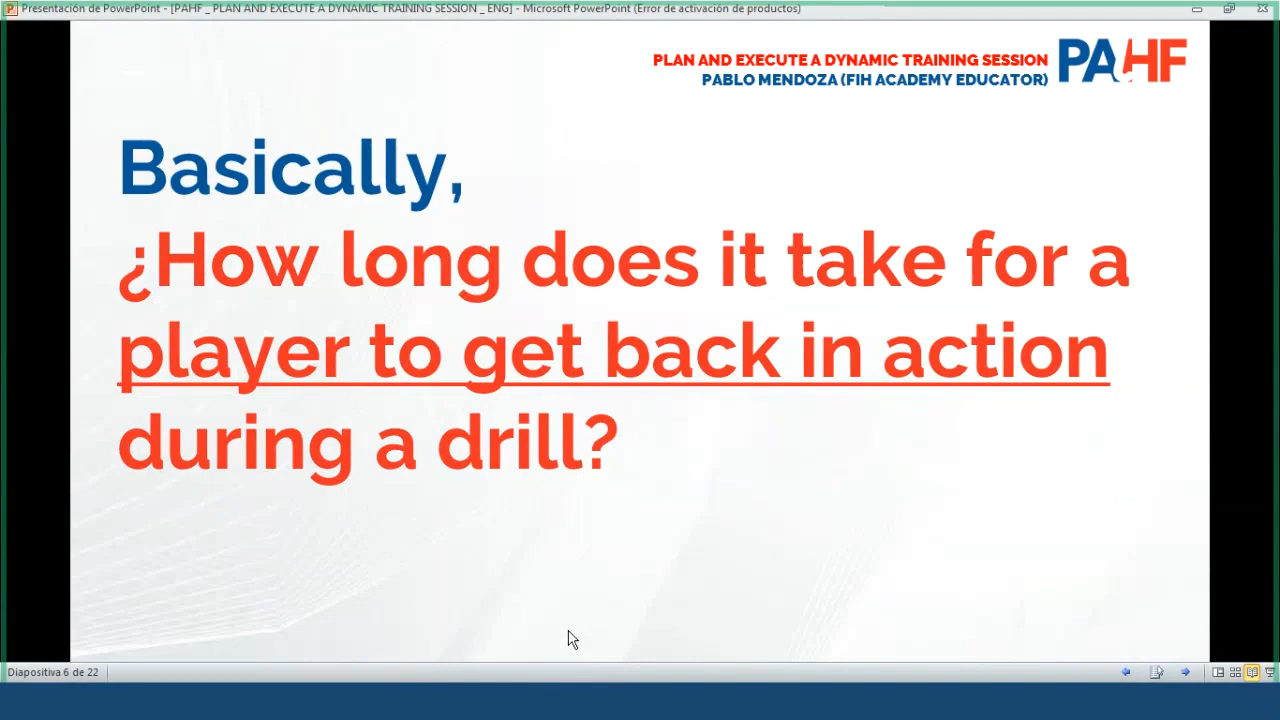 Presentación de PowerPoint - [PAHF _ PLAN AND EXECUTE A DYNAMIC TRAINING SESSION _ ENG] - Microsoft PowerPoint (Error de activación de productos)
PLAN AND EXECUTE A DYNAMIC TRAINING SESSION
PABLO MENDOZA (FIH ACADEMY EDUCATOR)
PAHF
Basically,
¿How long does it take for a
player to get back in action
during a drill?
Diapositiva 6 de 22